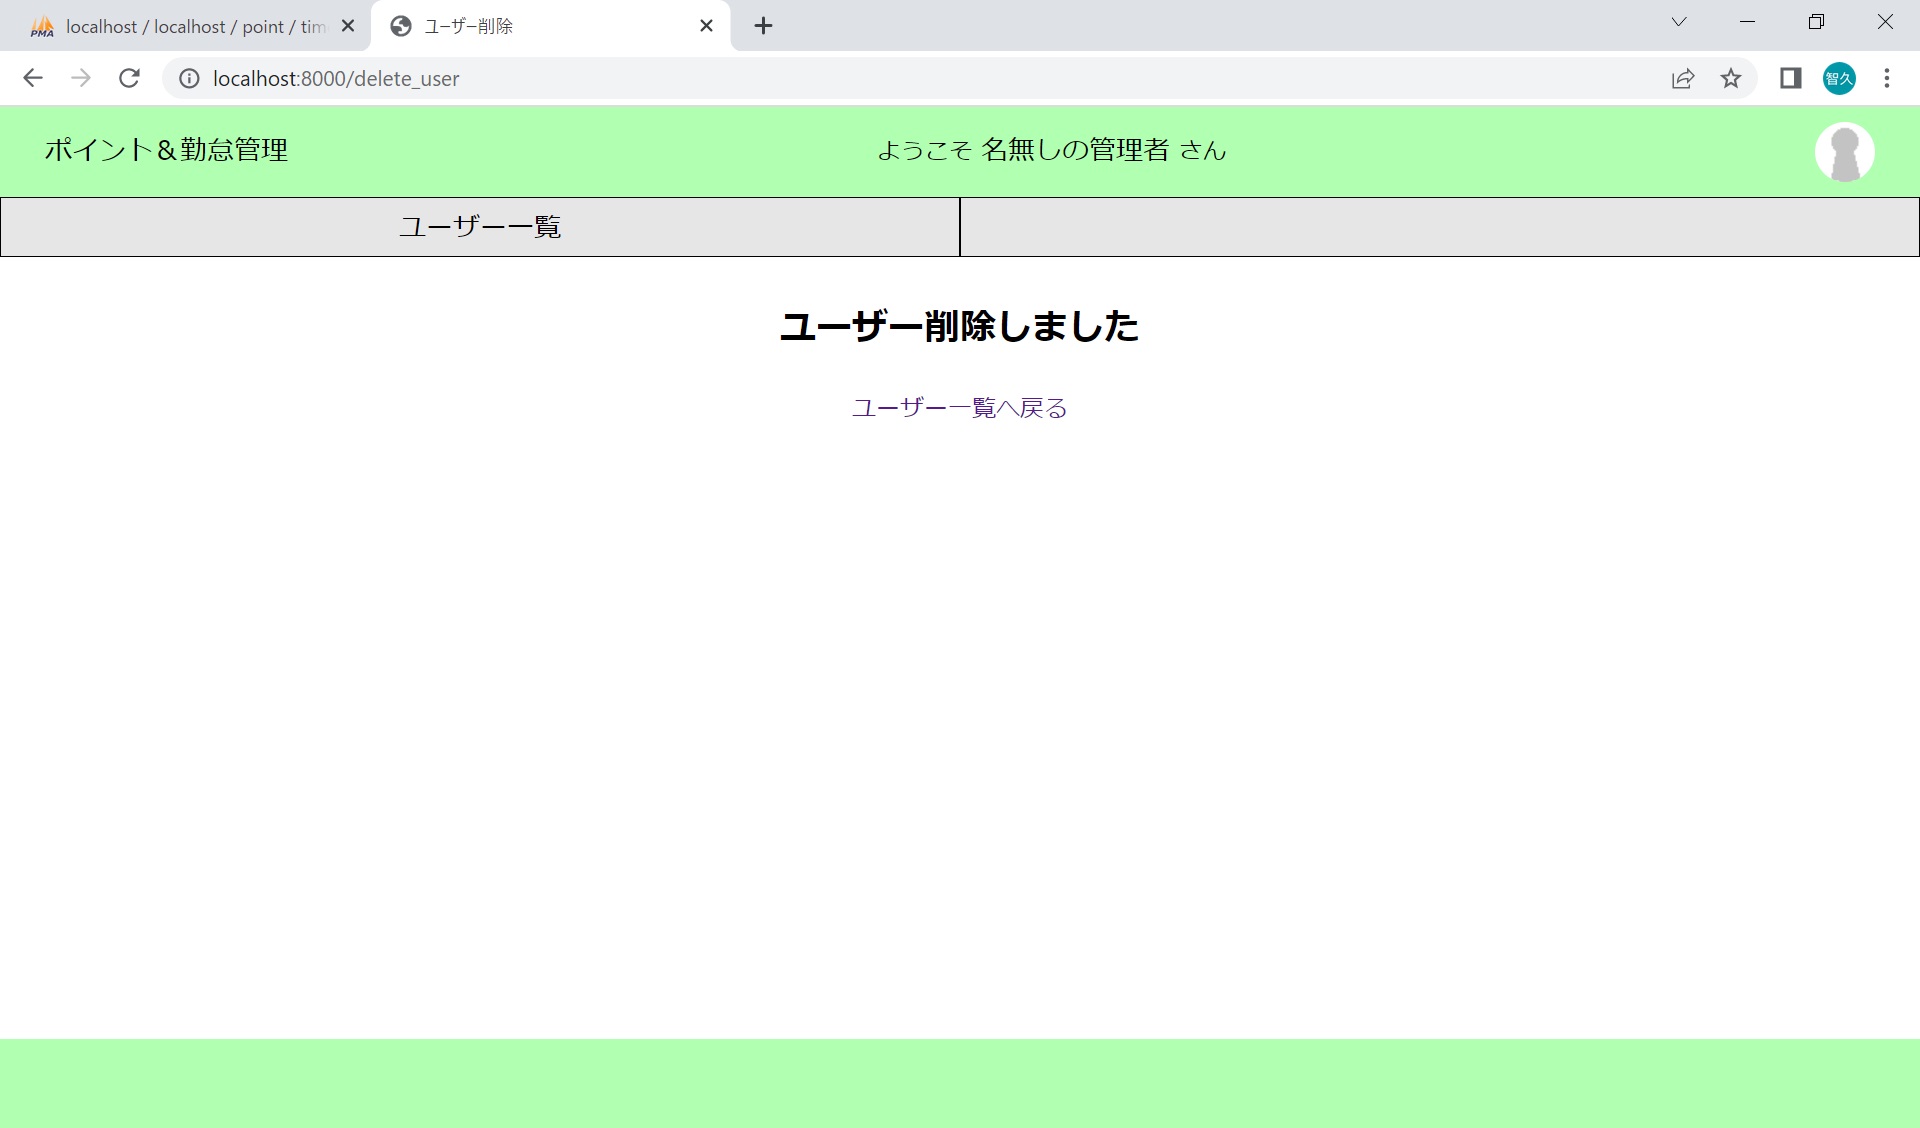 localhost / localhost / point / tim
ユーザー削除
localhost:8000/delete_user
智久
ポイント＆勤怠管理
ようこそ 名無しの管理者 さん
ユーザー一覧
ユーザー削除しました
ユーザー一覧へ戻る
PMA